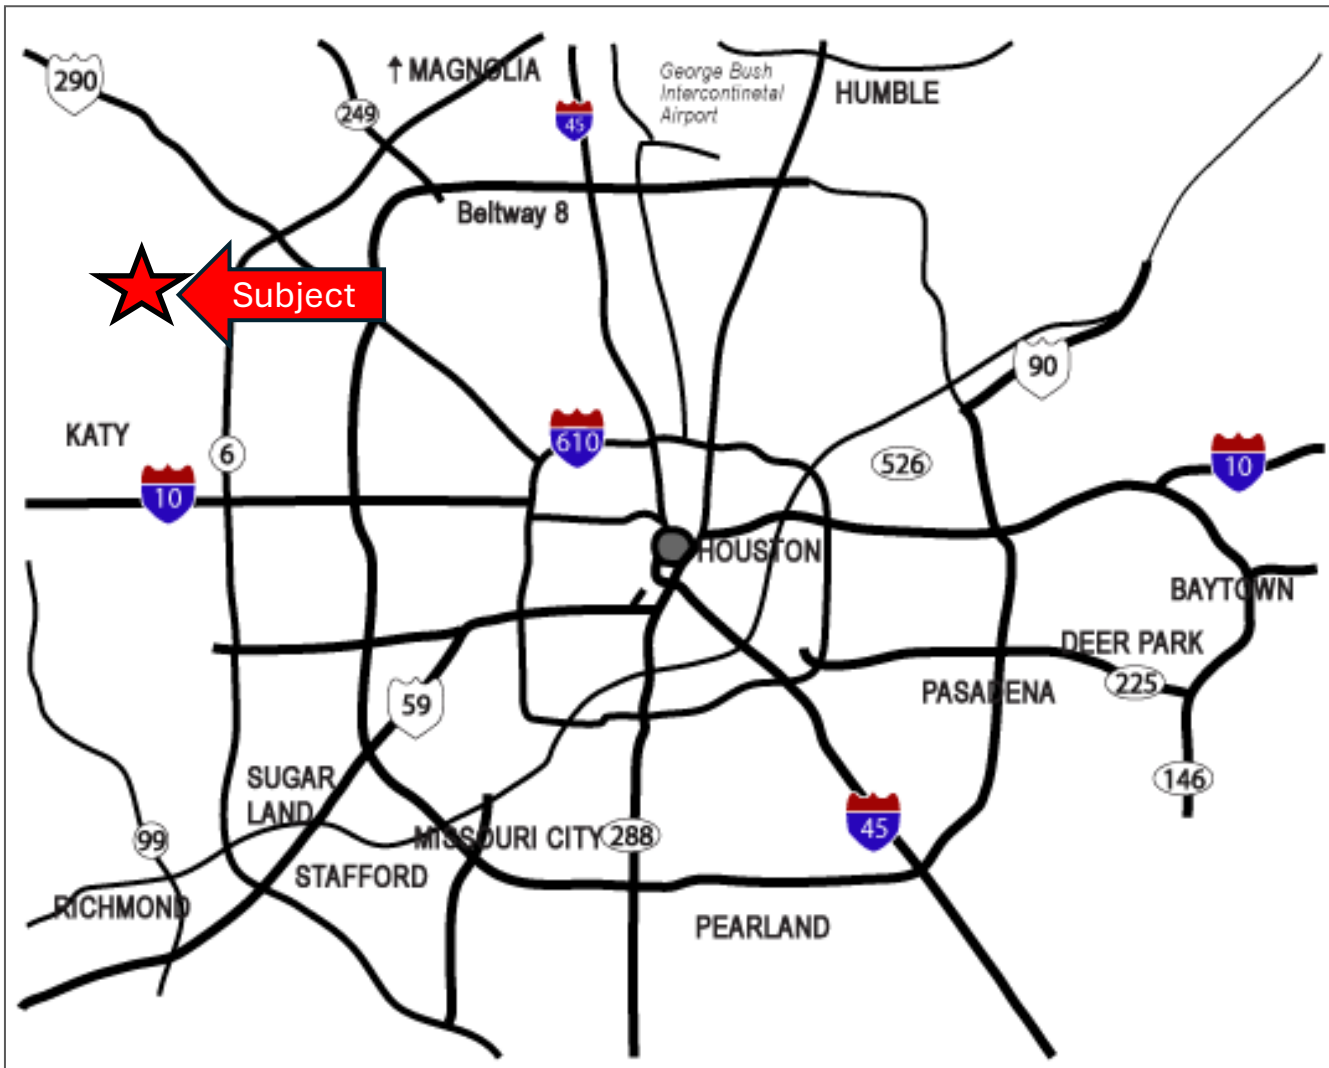 290
249
↑ MAGNOLIA
45
George Bush
Intercontinetal
Airport
HUMBLE
Beltway 8
Subject
90
KATY
6
610
526
10
10
HOUSTON
BAYTOWN
DEER PARK
225
PASADENA
59
146
SUGAR
LAND
45
99
MISSOURI CITY
288
STAFFORD
RICHMOND
PEARLAND